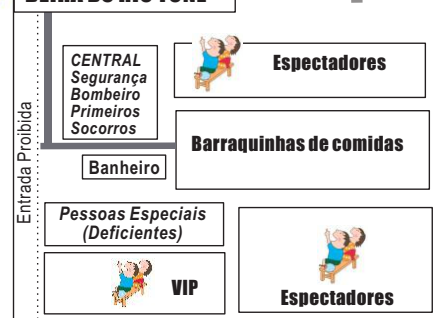 CENTRAL
Segurança
Bombeiro
Primeiros
Socorros
Espectadores
Entrada Proibida
Barraquinhas de comidas
Banheiro
Pessoas Especiais
(Deficientes)
VIP
Espectadores